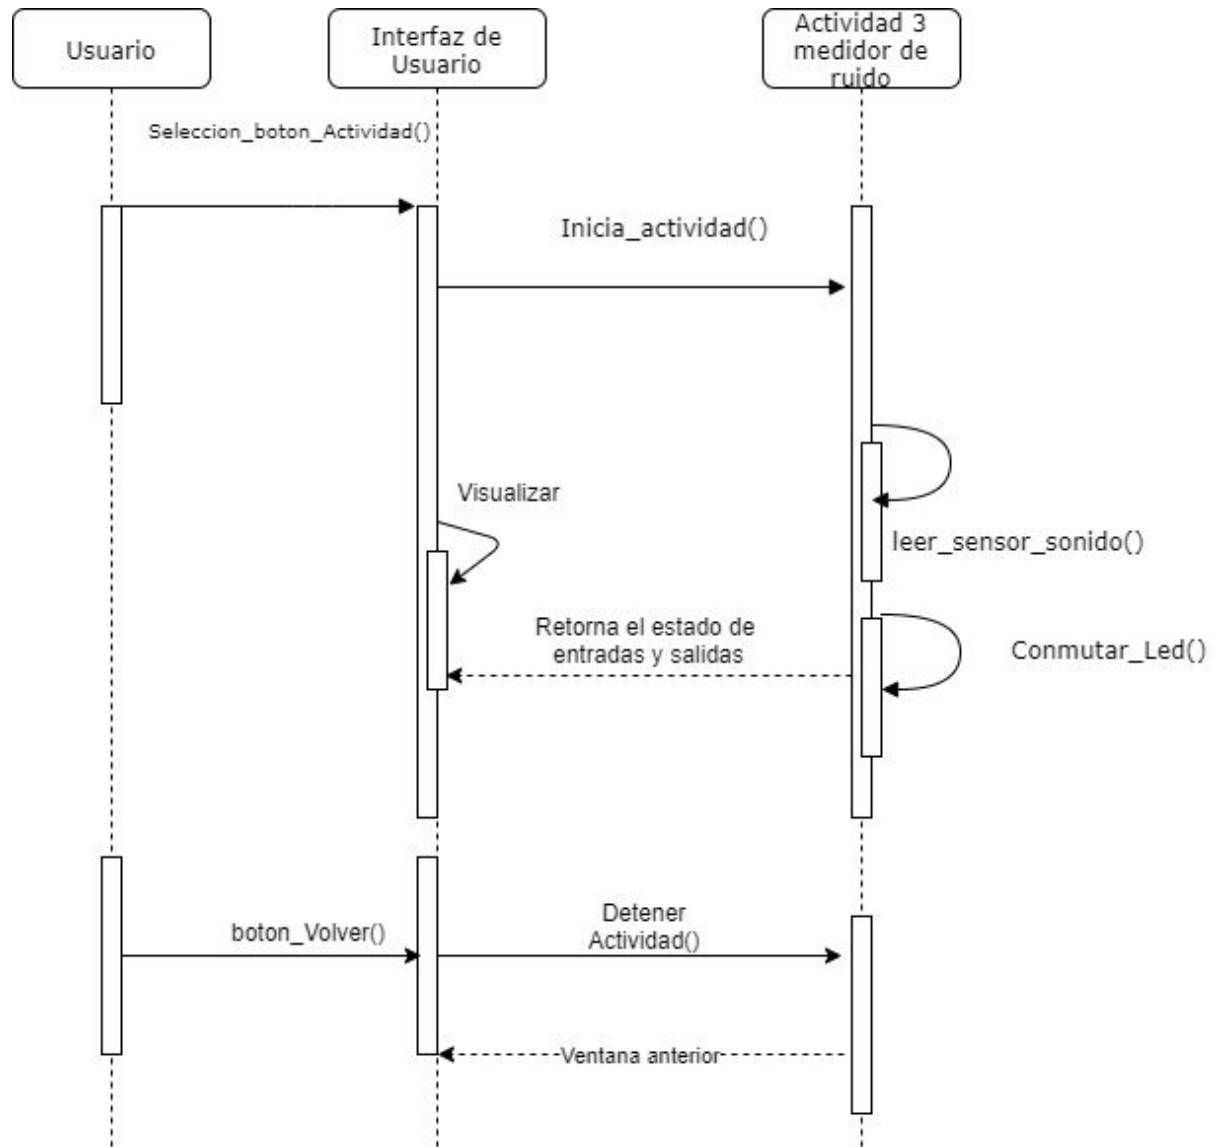 Usuario
Interfaz de
Usuario
Actividad 3
medidor de
ruido
Seleccion_boton_Actividad()
Inicia_actividad()
Visualizar
leer_sensor_sonido()
Retorna el estado de
entradas y salidas
Conmutar_Led()
boton_Volver()
Detener
Actividad()
Ventana anterior